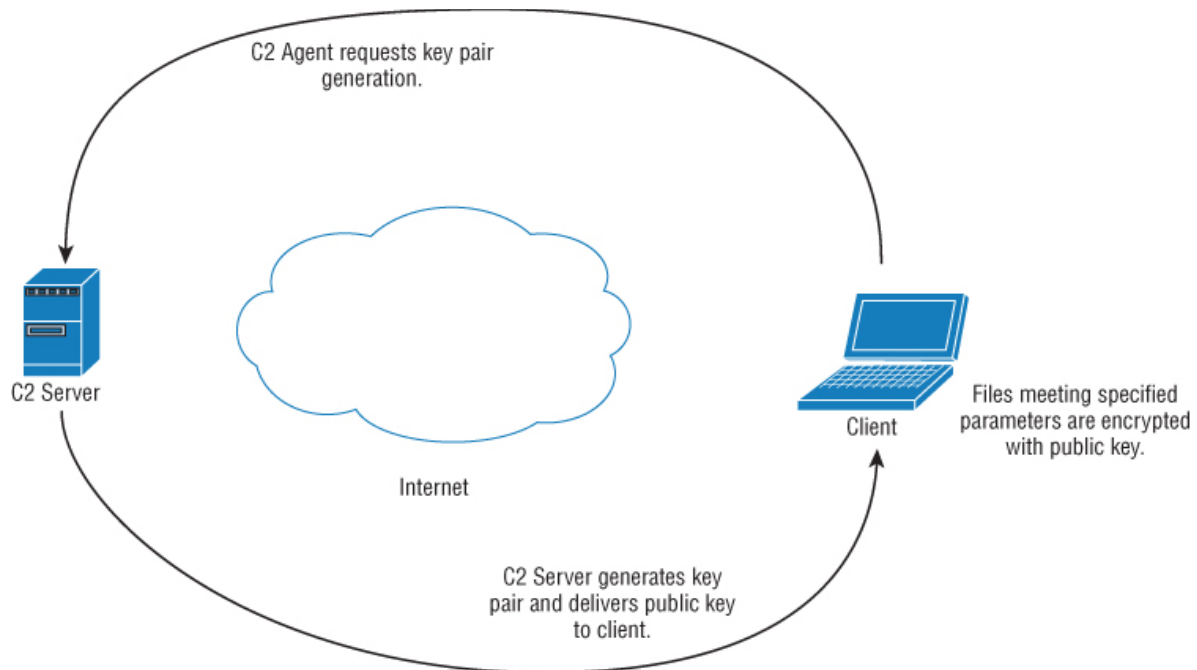 C2 Agent requests key pair
generation.
C2 Server
Client
Files meeting specified
parameters are encrypted
with public key.
Internet
C2 Server generates key
pair and delivers public key
to client.